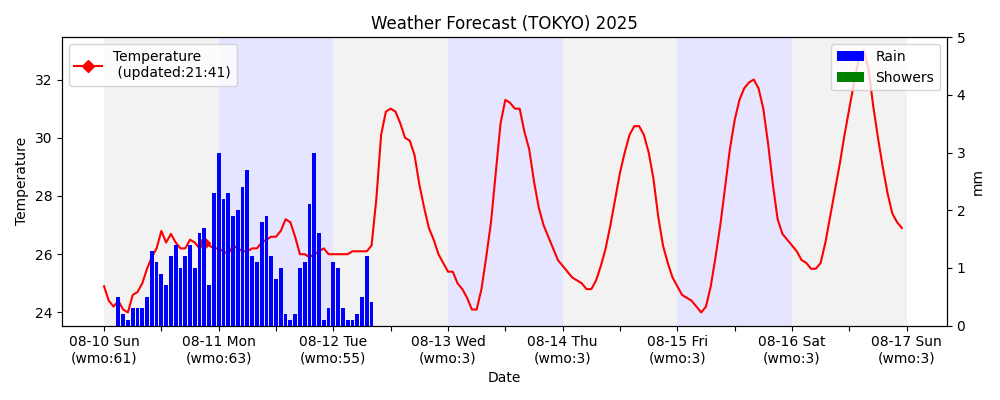 Weather Forecast (TOKYO) 2025
Temperature
(updated:21:41)
Rain
Showers
Temperature
32
30
28
26
24
5
4
3
2
1
0
mm
08-10 Sun
(wmo:61)
08-11 Mon
(wmo:63)
08-12 Tue
(wmo:55)
08-13 Wed
(wmo:3)
08-14 Thu
(wmo:3)
08-15 Fri
(wmo:3)
08-16 Sat
(wmo:3)
08-17 Sun
(wmo:3)
Date